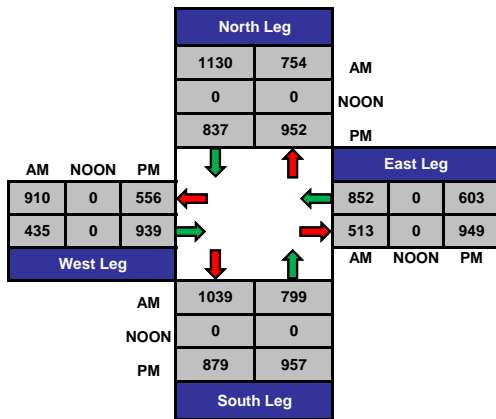 North Leg
1130 754 AM
0 0 NOON
837 952 PM
AM NOON PM East Leg
910 0 556 852 0 603
435 0 939 513 0 949
West Leg AM NOON PM
AM 1039 799
NOON 0 0
PM 879 957
South Leg